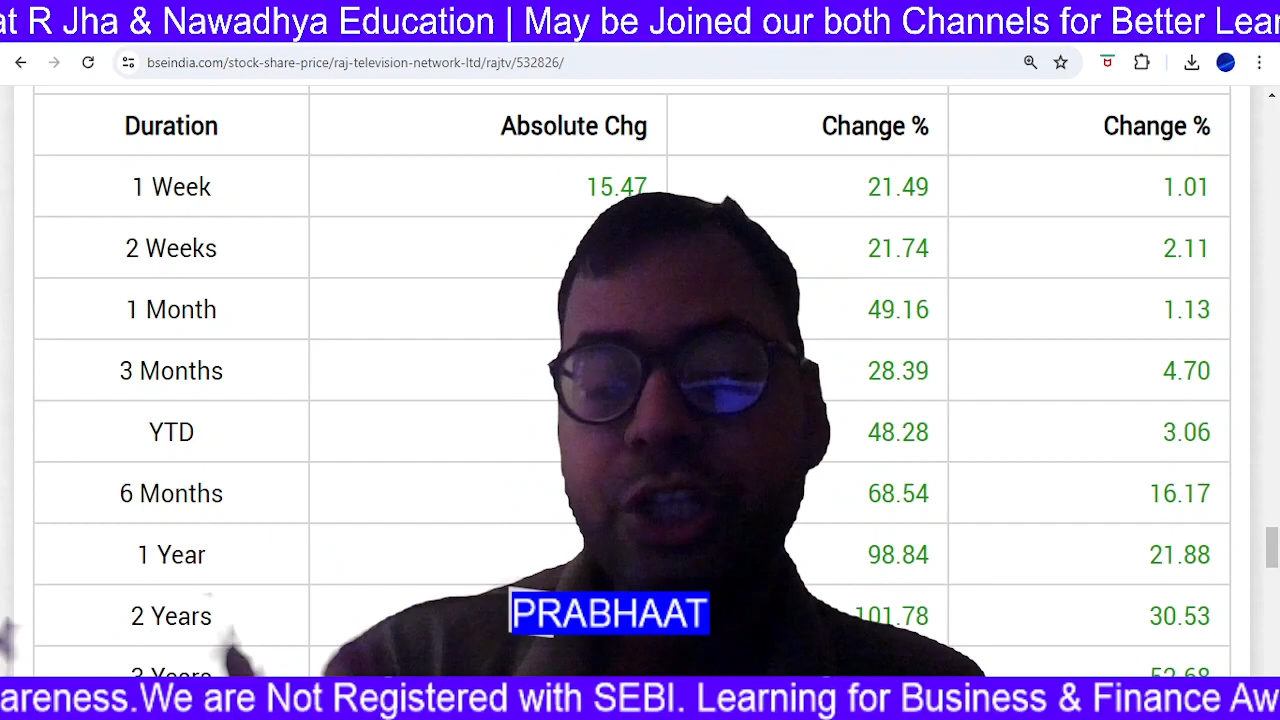 at R Jha & Nawadhya Education | May be Joined our both Channels for Better Lear
bseindia.com/stock-share-price/raj-television-network-ltd/rajtv/532826/
Duration Absolute Chg Change % Change %
1 Week 15.47 21.49 1.01
2 Weeks 21.74 2.11
1 Month 49.16 1.13
3 Months 28.39 4.70
YTD 48.28 3.06
6 Months 68.54 16.17
1 Year 98.84 21.88
PRABHAAT
2 Years 101.78 30.53
3 Years 52.68
areness.We are Not Registered with SEBI. Learning for Business & Finance Aw